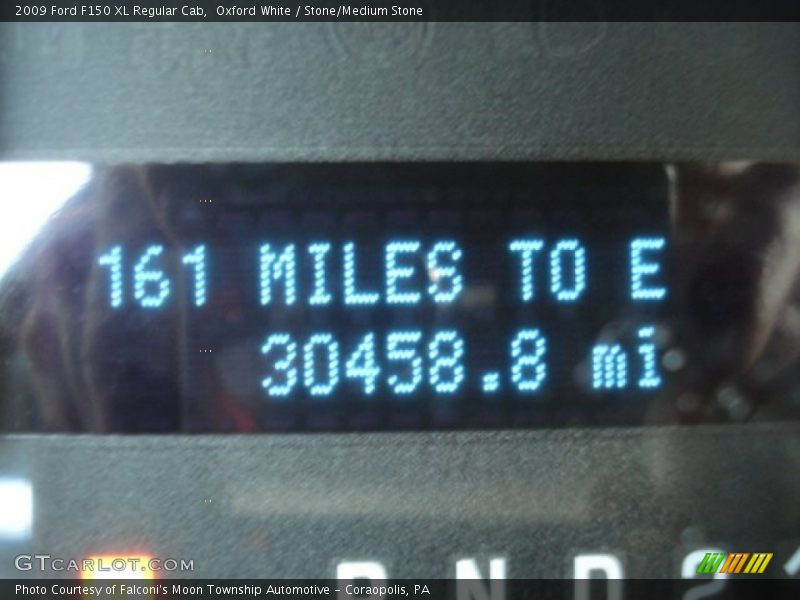 2009 Ford F150 XL Regular Cab,  Oxford White / Stone/Medium Stone
161 MILES TO E
30458.8 mi
R N D 2
GTCARLOT.COM
Photo Courtesy of Falconi's Moon Township Automotive - Coraopolis, PA